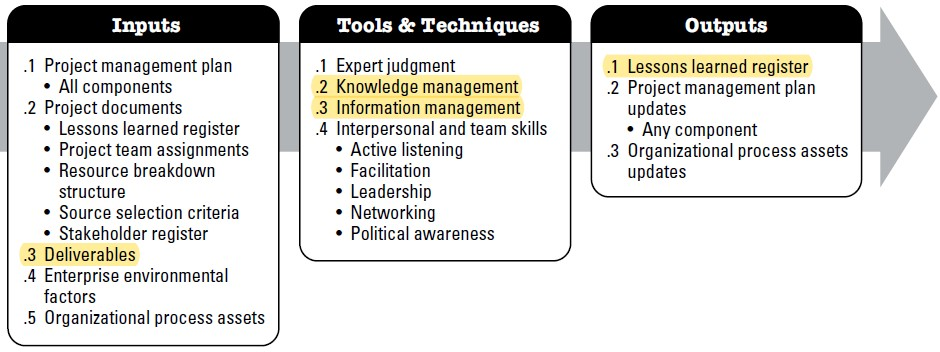 Inputs
.1 Project management plan
• All components
.2 Project documents
• Lessons learned register
• Project team assignments
• Resource breakdown
structure
• Source selection criteria
• Stakeholder register
.3 Deliverables
.4 Enterprise environmental
factors
.5 Organizational process assets
Tools & Techniques
.1 Expert judgment
.2 Knowledge management
.3 Information management
.4 Interpersonal and team skills
• Active listening
• Facilitation
• Leadership
• Networking
• Political awareness
Outputs
.1 Lessons learned register
.2 Project management plan
updates
• Any component
.3 Organizational process assets
updates